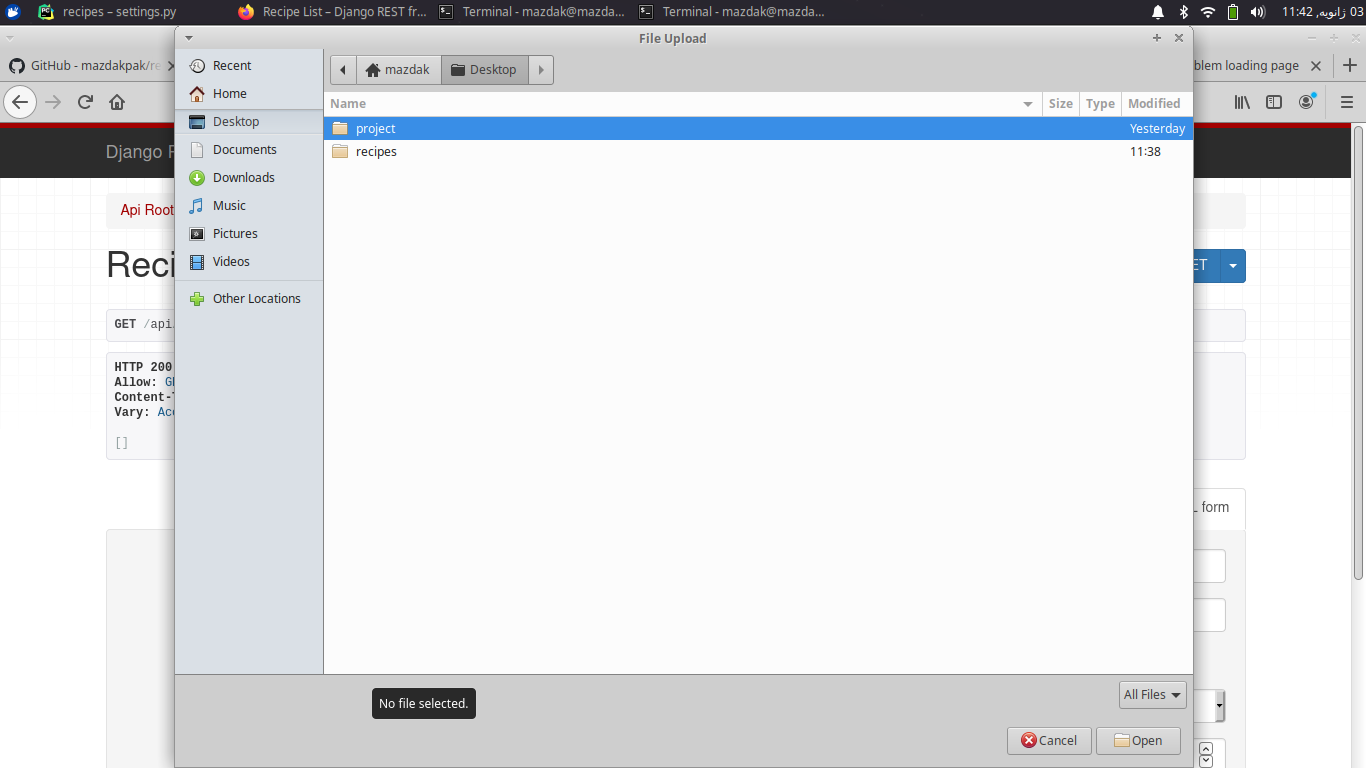 recipes – settings.py
Recipe List – Django REST fr...
Terminal - mazdak@mazda...
Terminal - mazdak@mazda...
03 ژانویه, 11:42
File Upload
GitHub - mazdakpak/re
blem loading page
Recent
Home
Desktop
Documents
Downloads
Music
Pictures
Videos
Other Locations
mazdak
Desktop
Name
Size
Type
Modified
project
Yesterday
recipes
11:38
Django R
Api Root
Reci
ET
GET /api
HTTP 200
Allow: G
Content-T
Vary: Acc
[]
L form
No file selected.
All Files
Cancel
Open